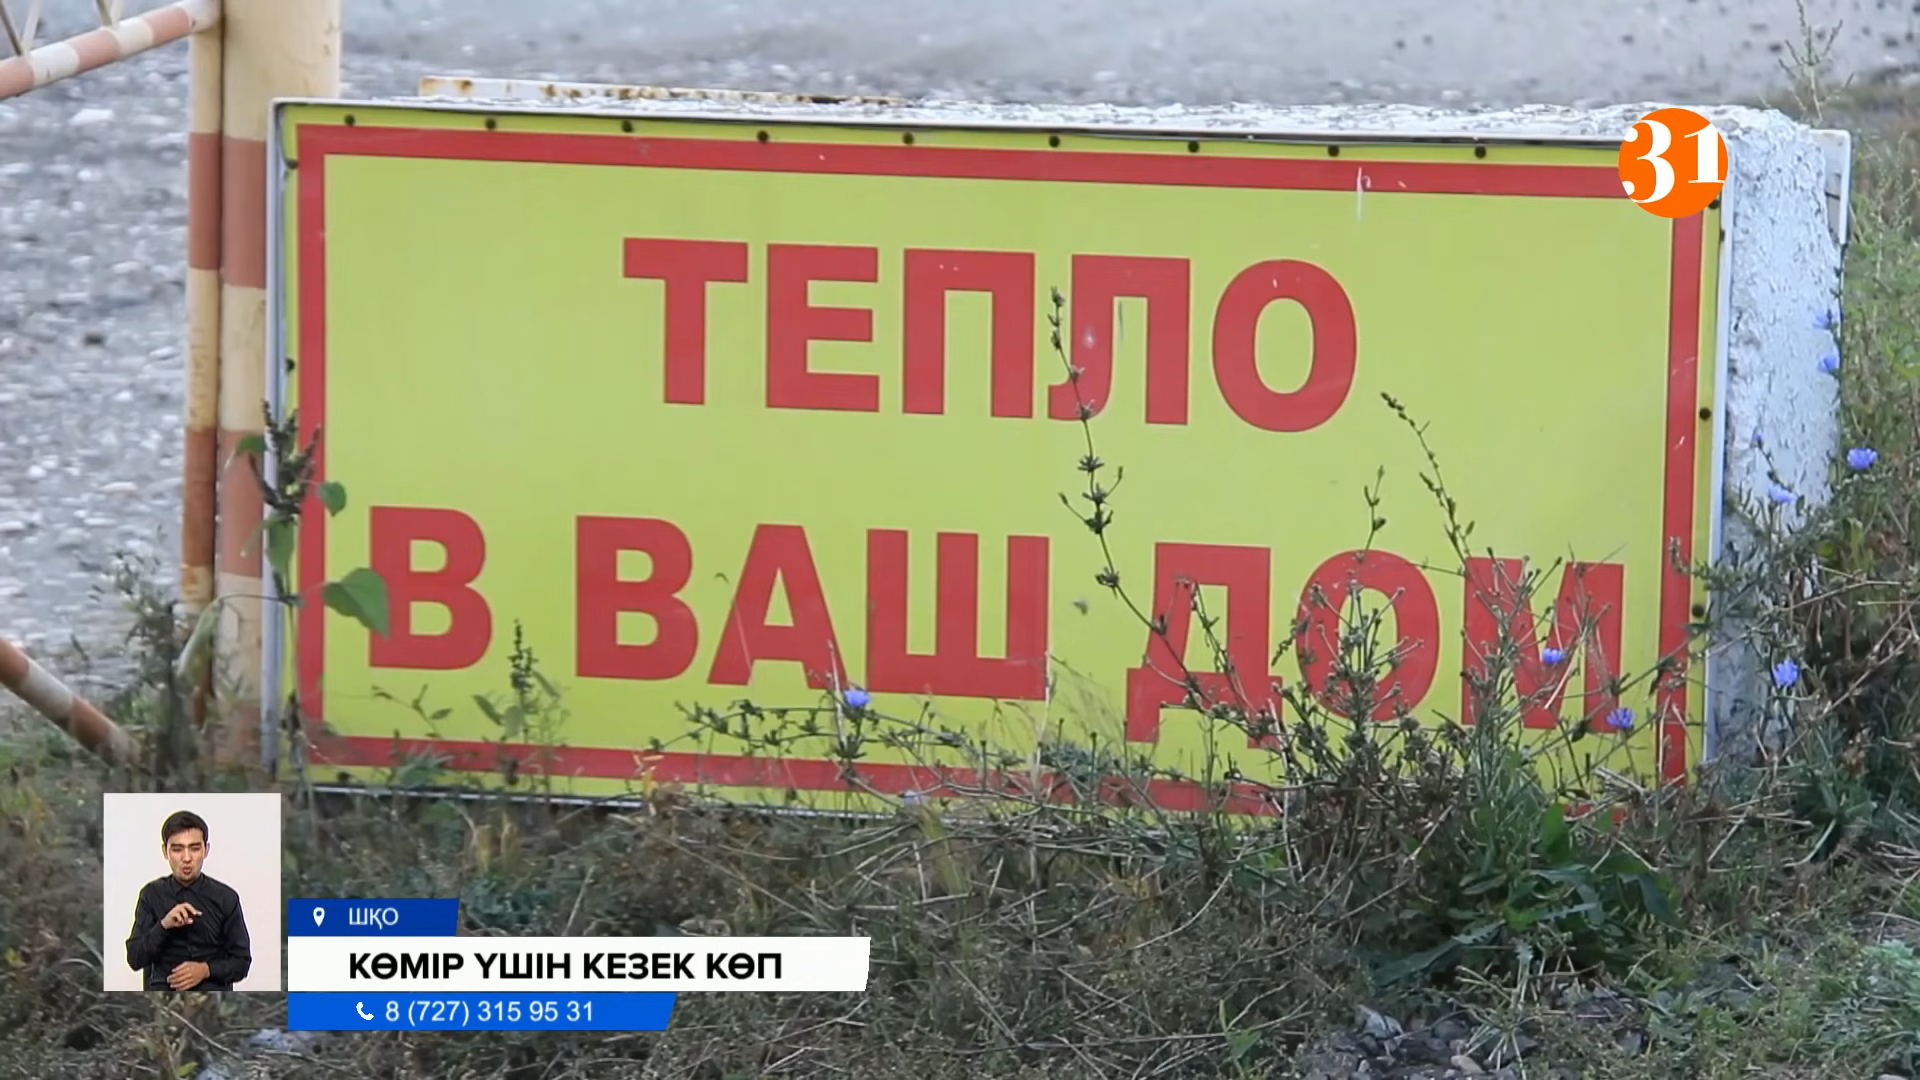 31
ТЕПЛО
В ВАШ ДОМ
ШҚО
КӨМІР ҮШІН КЕЗЕК КӨП
8 (727) 315 95 31